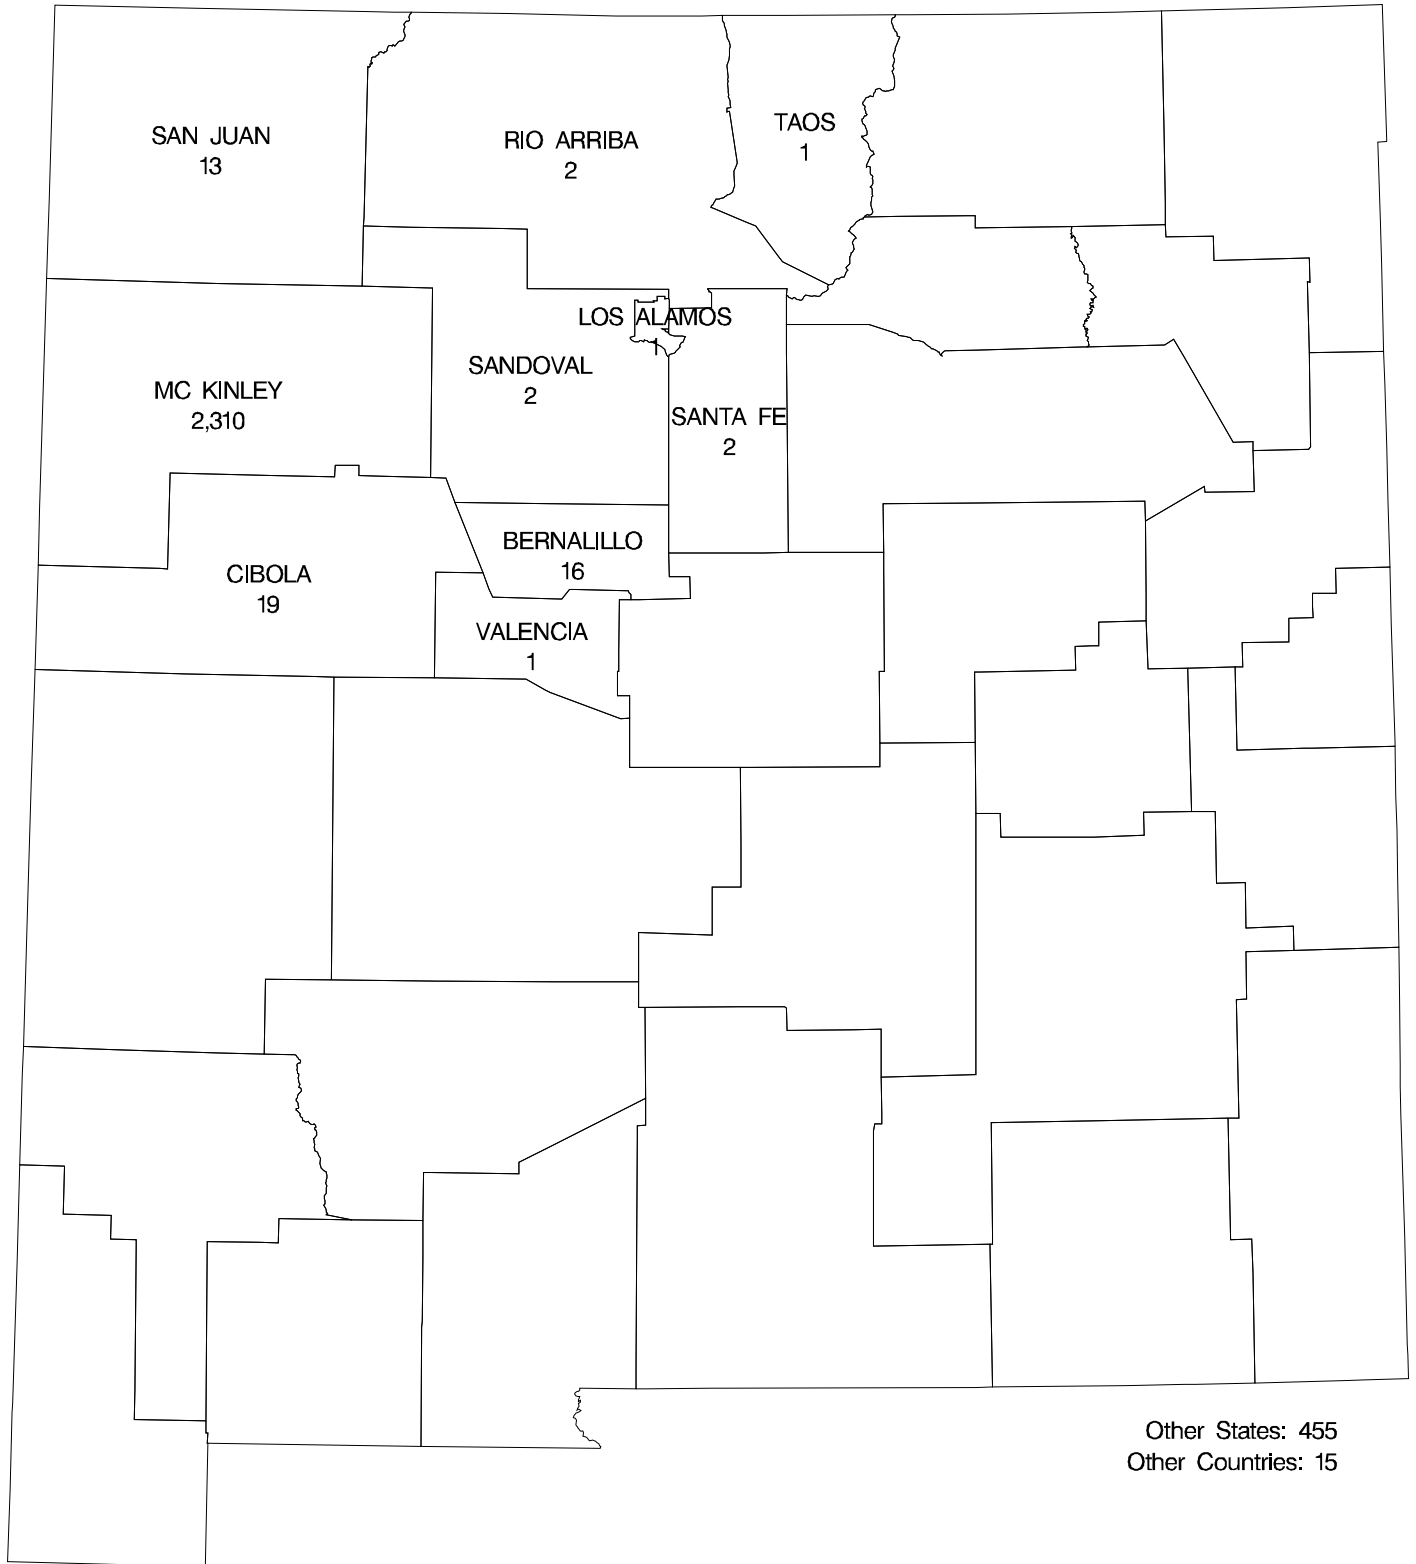 SAN JUAN
13
RIO ARRIBA
2
TAOS
1
LOS ALAMOS
1
SANDOVAL
2
MC KINLEY
2,310
SANTA FE
2
BERNALILLO
16
CIBOLA
19
VALENCIA
1
Other States: 455
Other Countries: 15